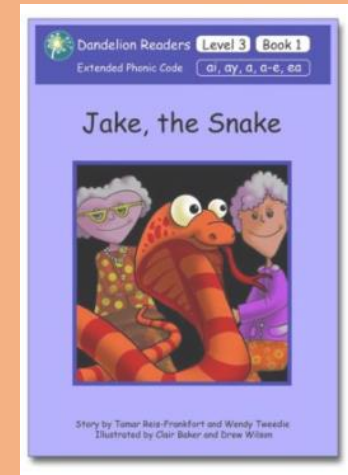 Dandelion Readers Level 3 Book 1
Extended Phonic Code ai, ay, a, a-e, ea
Jake, the Snake
Story by Tamar Reis-Frankfort and Wendy Tweedie
Illustrated by Clair Baker and Drew Wilson